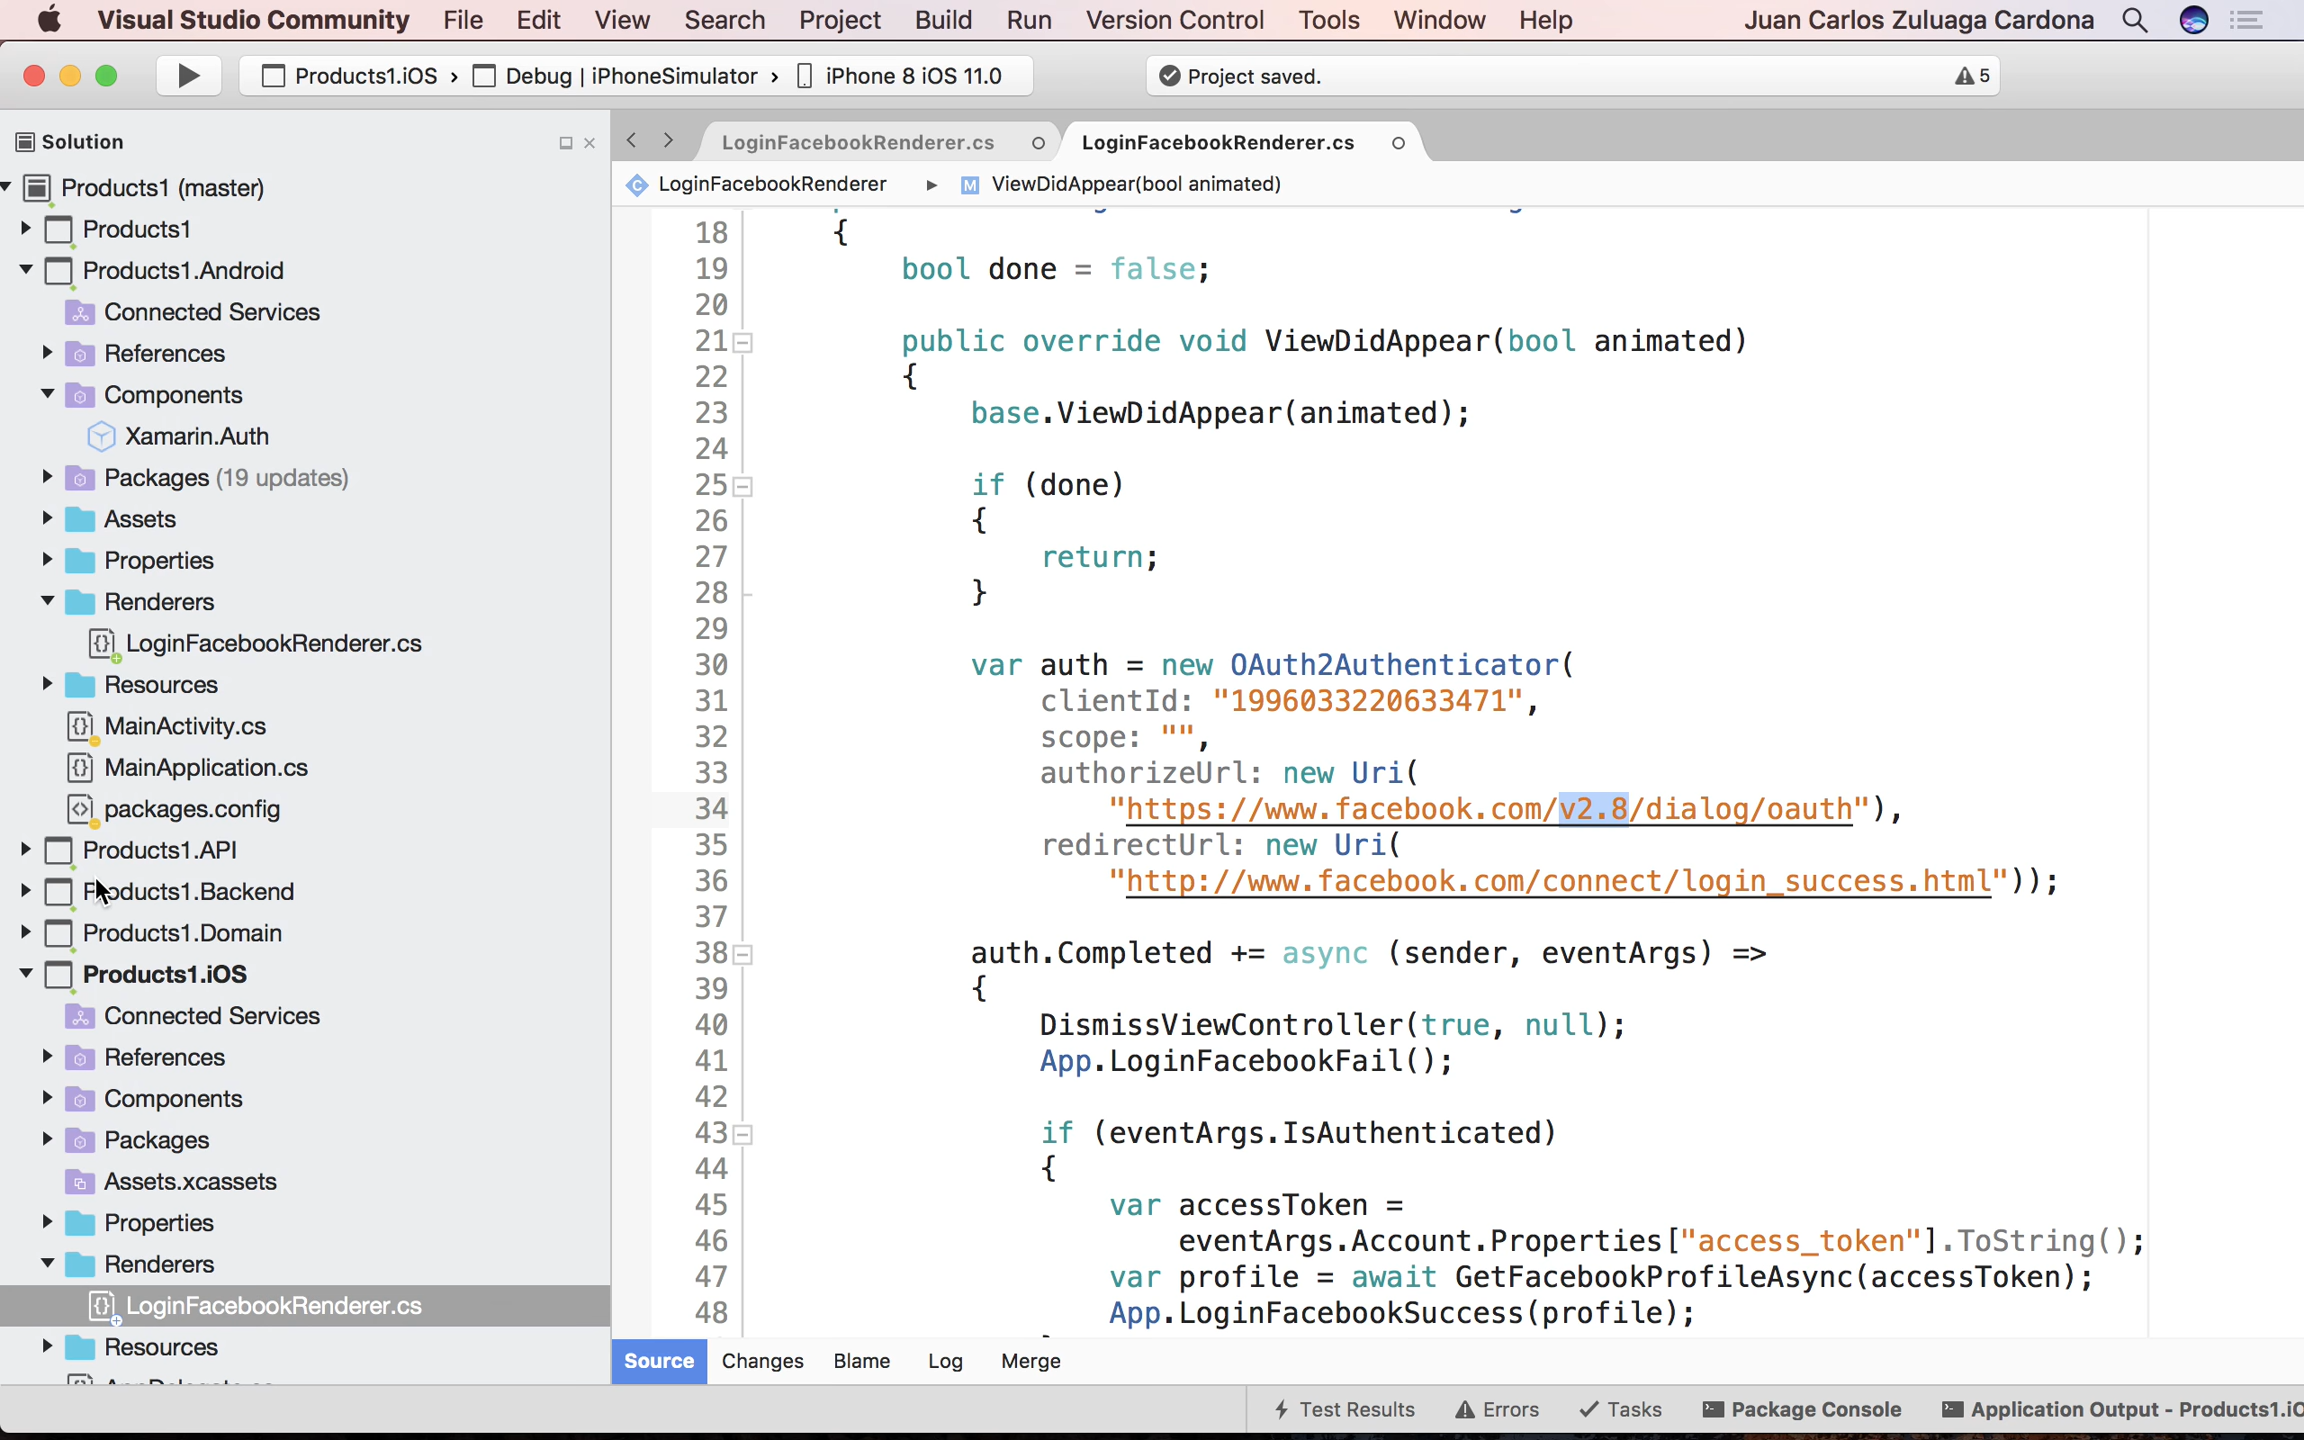 Visual Studio Community File Edit View Search Project Build Run Version Control Tools Window Help Juan Carlos Zuluaga Cardona
Products1.iOS › Debug | iPhoneSimulator › iPhone 8 iOS 11.0 Project saved. 5
Solution
Products1 (master)
Products1
Products1.Android
Connected Services
References
Components
Xamarin.Auth
Packages (19 updates)
Assets
Properties
Renderers
LoginFacebookRenderer.cs
Resources
MainActivity.cs
MainApplication.cs
packages.config
Products1.API
Products1.Backend
Products1.Domain
Products1.iOS
Connected Services
References
Components
Packages
Assets.xcassets
Properties
Renderers
LoginFacebookRenderer.cs
Resources
LoginFacebookRenderer.cs LoginFacebookRenderer.cs
LoginFacebookRenderer ▸ M ViewDidAppear(bool animated)
18 {
19 bool done = false;
20
21 public override void ViewDidAppear(bool animated)
22 {
23 base.ViewDidAppear(animated);
24
25 if (done)
26 {
27 return;
28 }
29
30 var auth = new OAuth2Authenticator(
31 clientId: "1996033220633471",
32 scope: "",
33 authorizeUrl: new Uri(
34 "https://www.facebook.com/v2.8/dialog/oauth"),
35 redirectUrl: new Uri(
36 "http://www.facebook.com/connect/login_success.html"));
37
38 auth.Completed += async (sender, eventArgs) =>
39 {
40 DismissViewController(true, null);
41 App.LoginFacebookFail();
42
43 if (eventArgs.IsAuthenticated)
44 {
45 var accessToken =
46 eventArgs.Account.Properties["access_token"].ToString();
47 var profile = await GetFacebookProfileAsync(accessToken);
48 App.LoginFacebookSuccess(profile);
Source Changes Blame Log Merge
Test Results Errors Tasks Package Console Application Output - Products1.iO